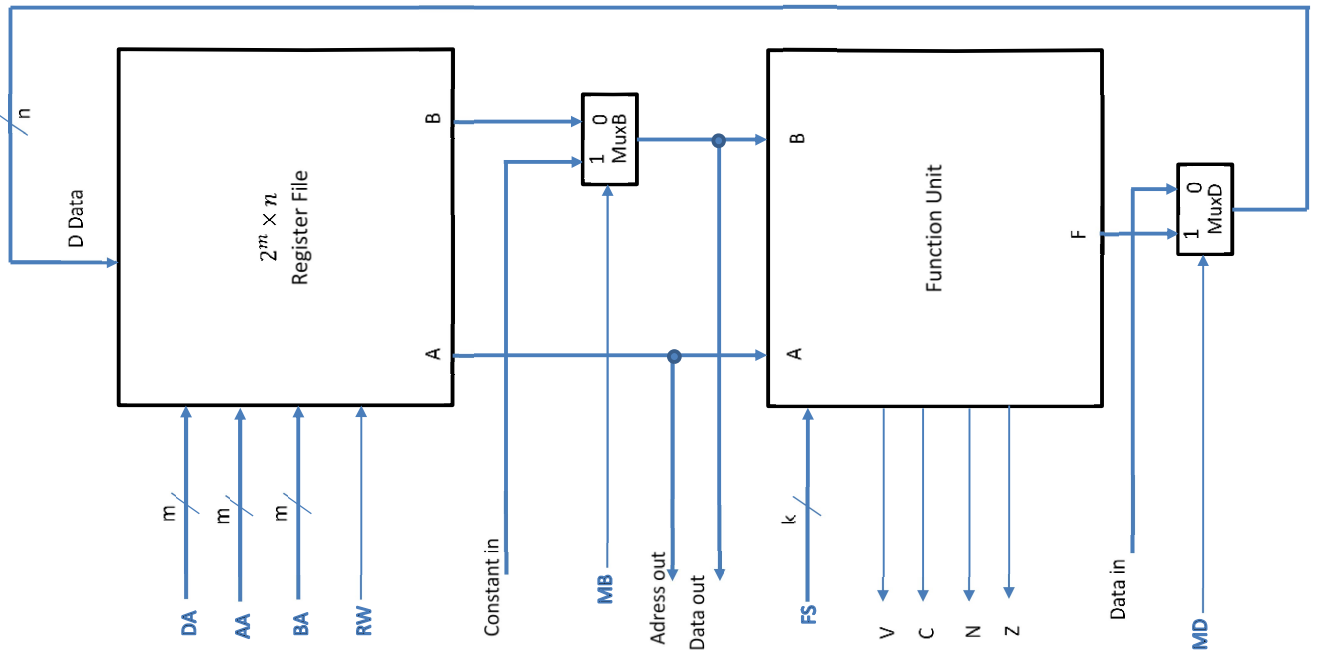 n
D Data
2^m × n
Register File
A
B
m
m
m
DA
AA
BA
RW
Constant in
MB
1 0
MuxB
Adress out
Data out
A
B
Function Unit
F
k
FS
V
C
N
Z
Data in
1 0
MuxD
MD